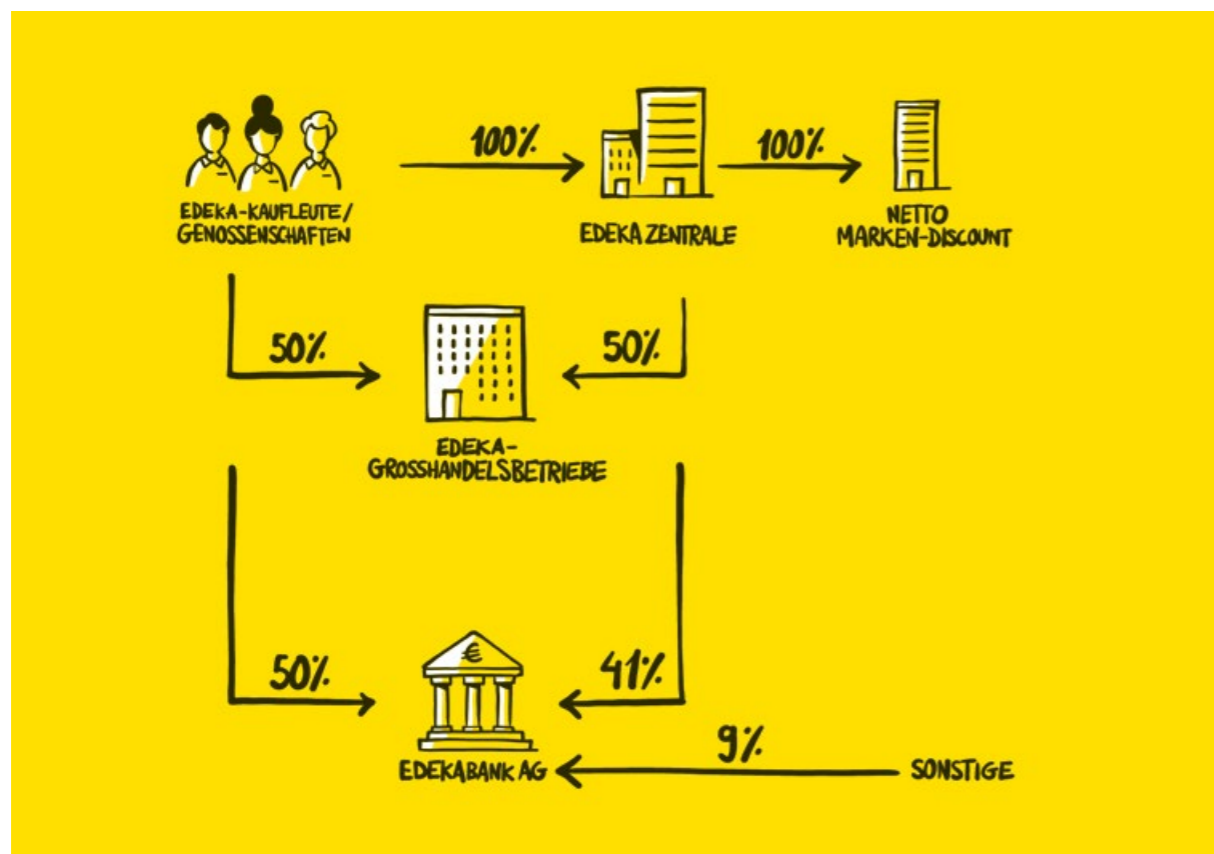 100%
100%
EDEKA-KAUFLEUTE/
GENOSSENSCHAFTEN
EDEKA ZENTRALE
NETTO
MARKEN-DISCOUNT
50%
50%
EDEKA-
GROSSHANDELSBETRIEBE
€
50%
41%
9%
EDEKABANK AG
SONSTIGE